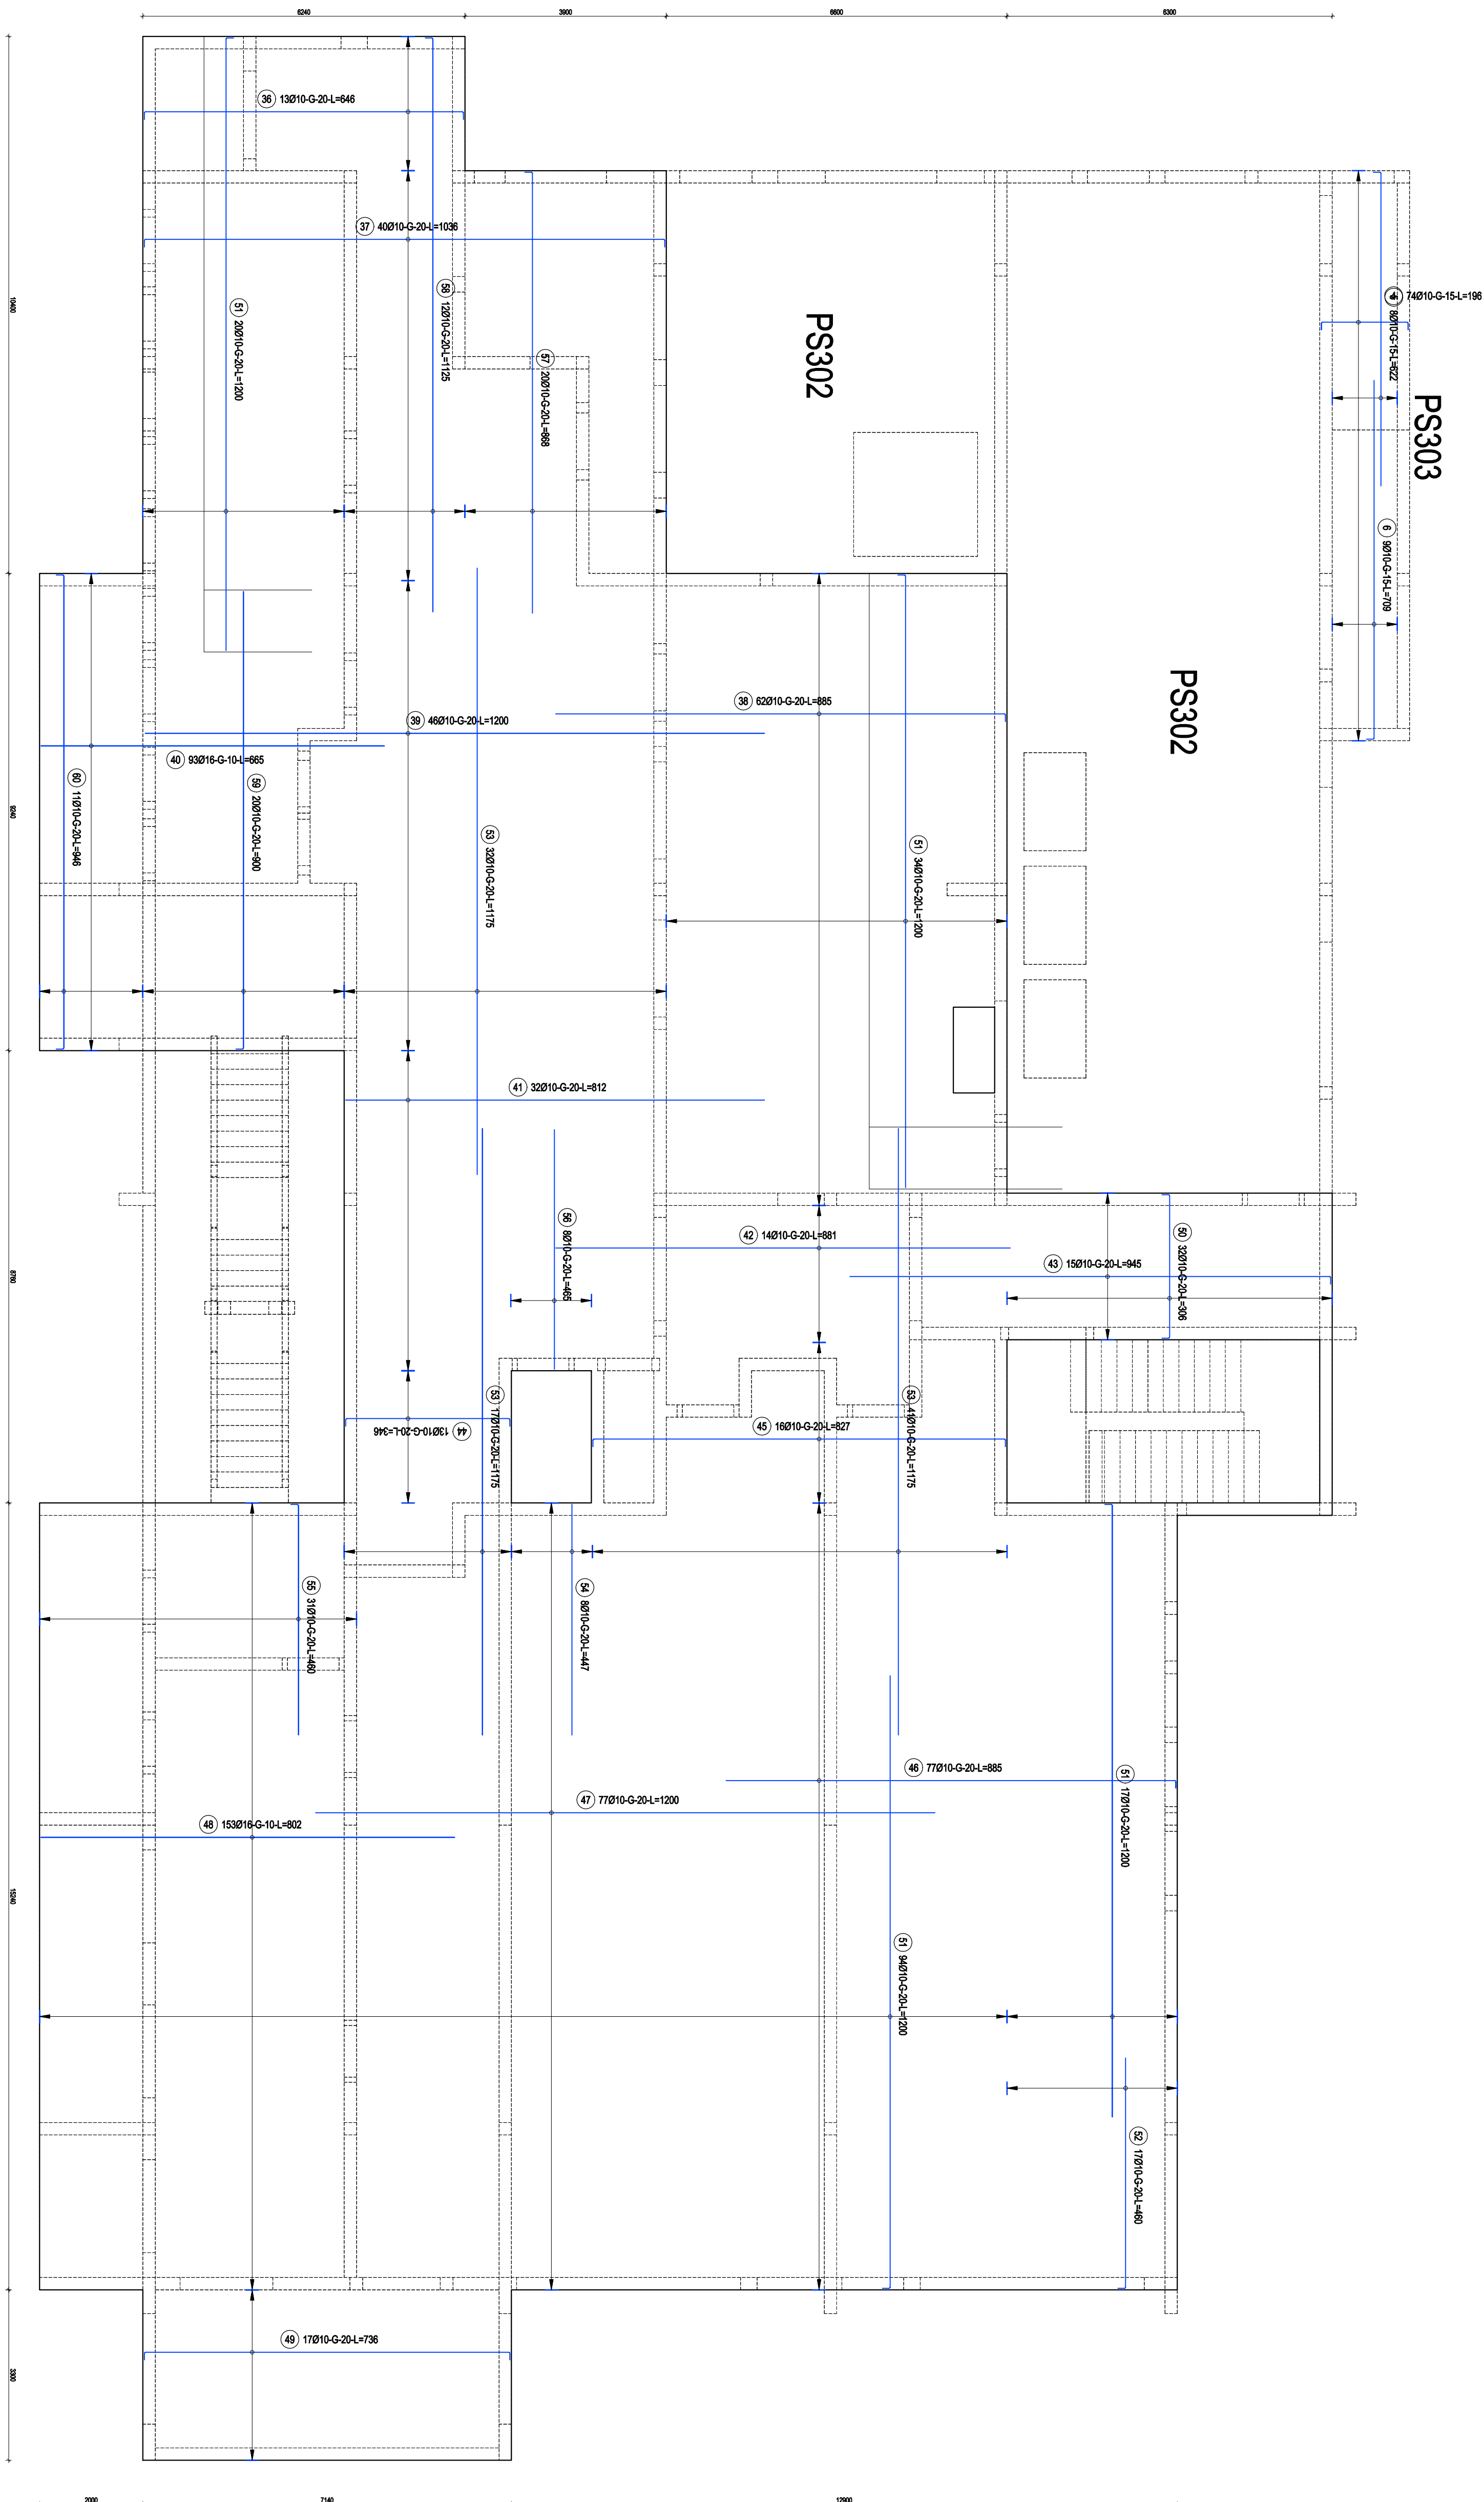 6240
3900
6600
6300
36 13Ø10-G-20-L=646
37 40Ø10-G-20-L=1036
58 12Ø10-G-20-L=1125
51 20Ø10-G-20-L=1200
57 20Ø10-G-20-L=868
PS302
74Ø10-G-15-L=196
8Ø10-G-15-L=622
PS303
6 9Ø10-G-15-L=709
10400
PS302
38 62Ø10-G-20-L=885
39 46Ø10-G-20-L=1200
40 93Ø16-G-10-L=665
60 11Ø10-G-20-L=946
59 20Ø10-G-20-L=900
9240
53 32Ø10-G-20-L=1175
51 34Ø10-G-20-L=1200
41 32Ø10-G-20-L=812
56 8Ø10-G-20-L=465
42 14Ø10-G-20-L=881
43 15Ø10-G-20-L=945
50 32Ø10-G-20-L=306
8760
44 13Ø10-G-20-L=346
53 17Ø10-G-20-L=1175
53 41Ø10-G-20-L=1175
45 16Ø10-G-20-L=827
55 31Ø10-G-20-L=460
54 8Ø10-G-20-L=447
46 77Ø10-G-20-L=885
51 17Ø10-G-20-L=1200
47 77Ø10-G-20-L=1200
48 153Ø16-G-10-L=802
15240
51 94Ø10-G-20-L=1200
52 17Ø10-G-20-L=460
49 17Ø10-G-20-L=736
3300
2000
7140
12900